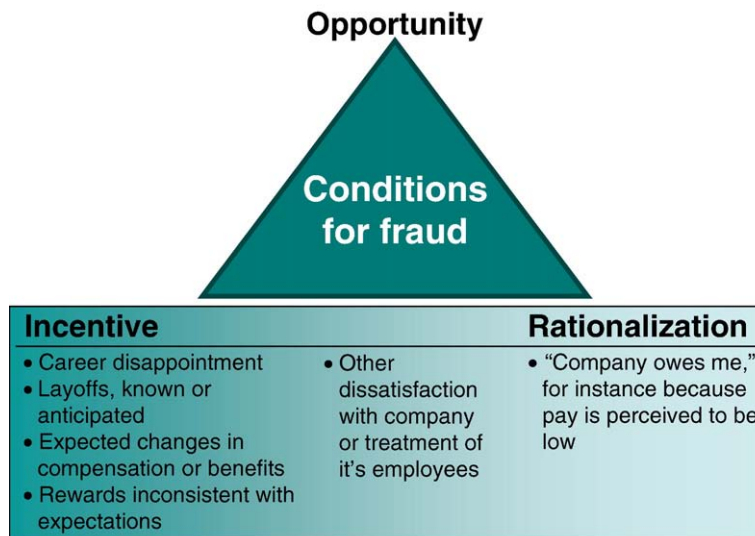 Opportunity
Conditions
for fraud
Incentive
• Career disappointment
• Layoffs, known or
anticipated
• Expected changes in
compensation or benefits
• Rewards inconsistent with
expectations
• Other
dissatisfaction
with company
or treatment of
it's employees
Rationalization
• “Company owes me,”
for instance because
pay is perceived to be
low